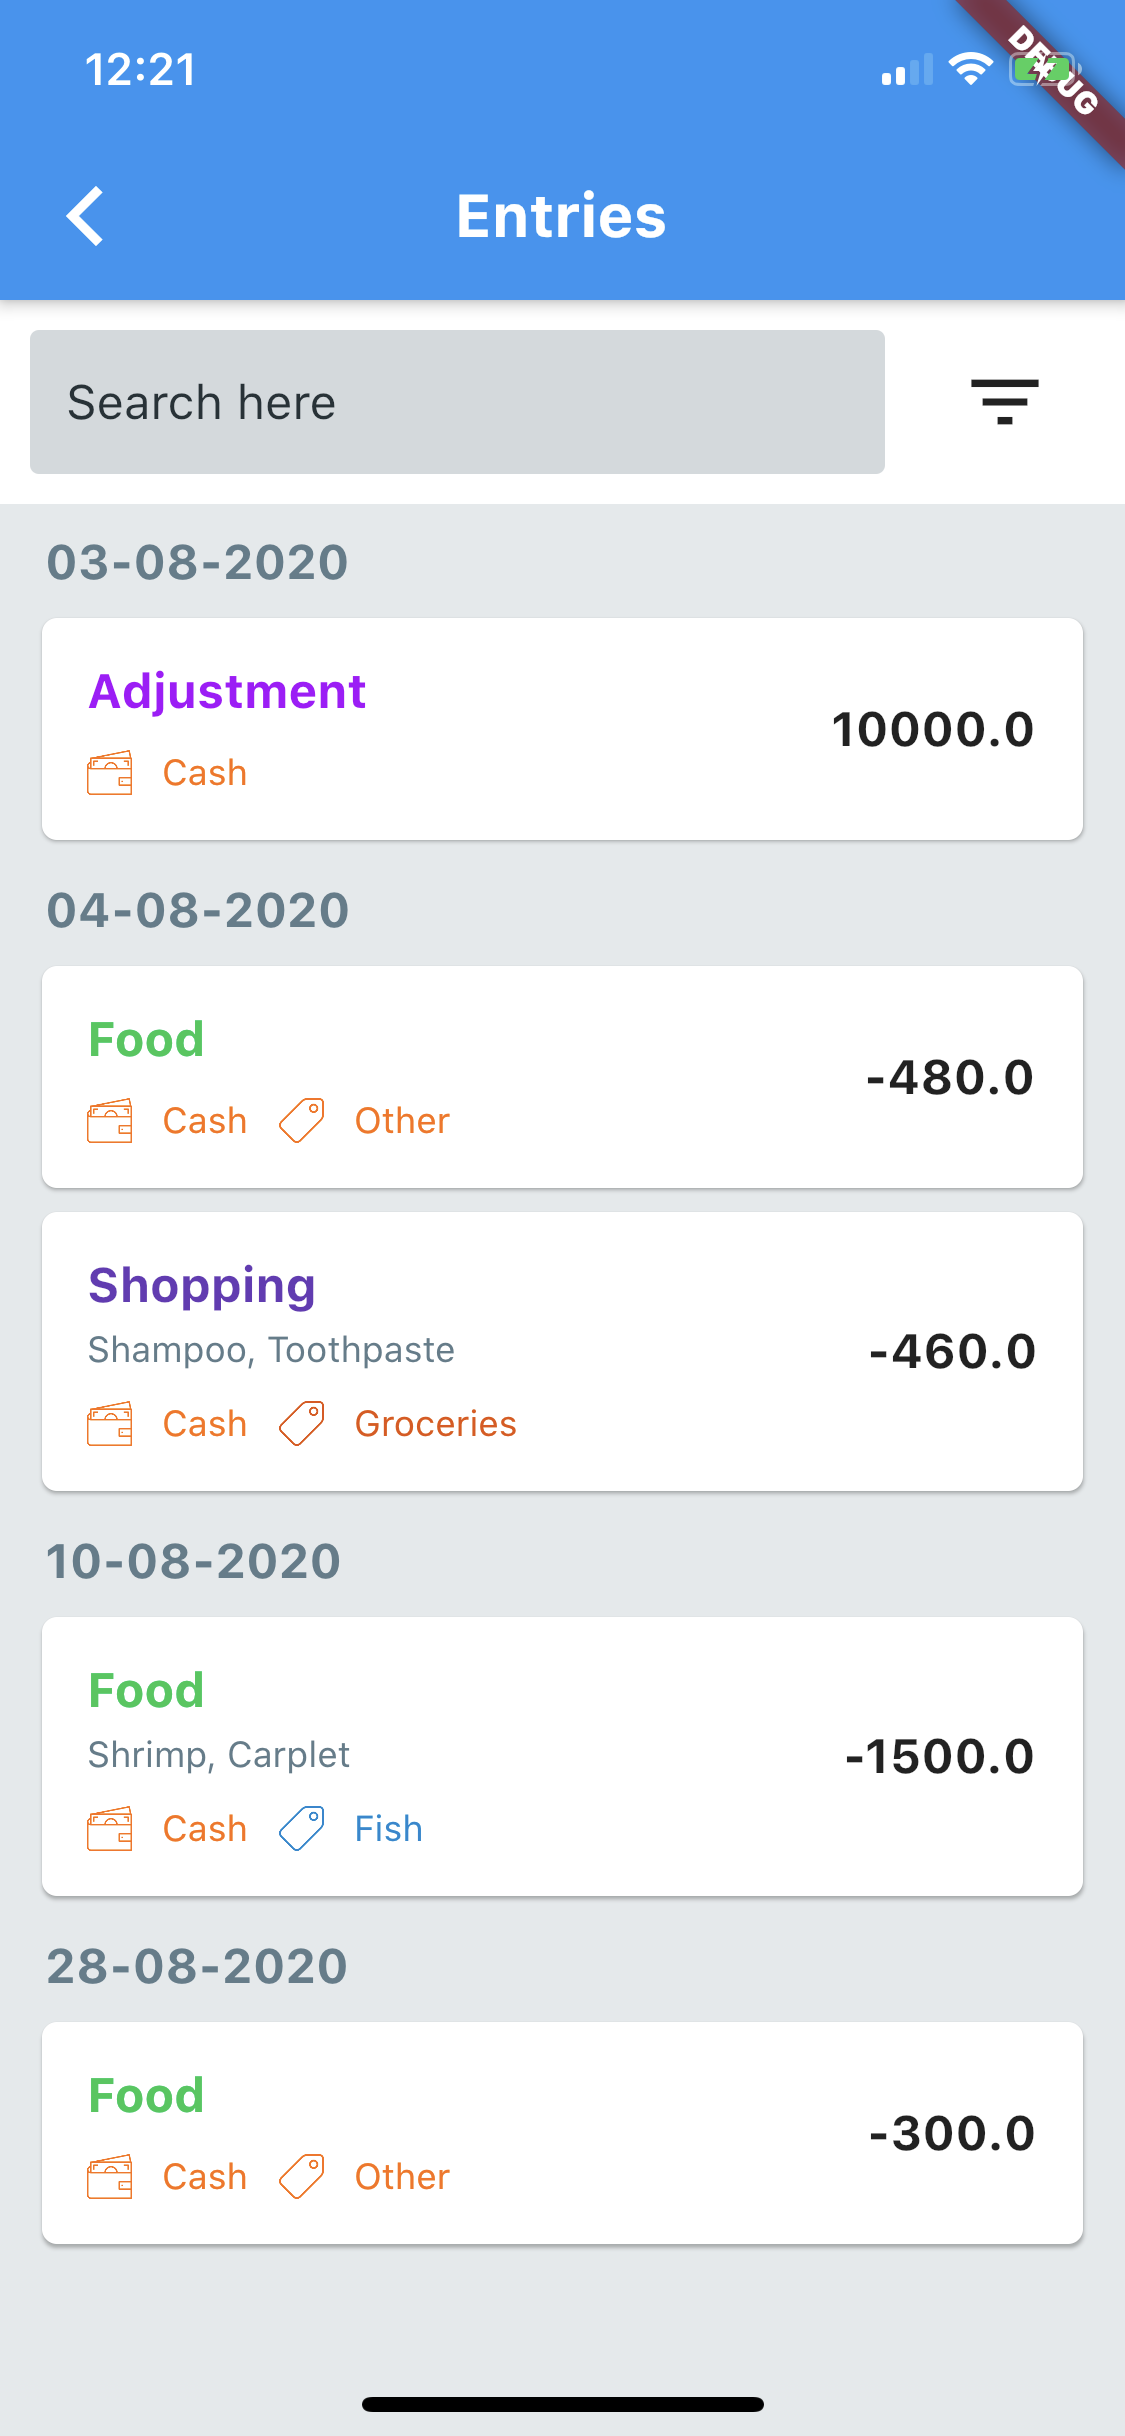 12:21
DEBUG
Entries
Search here
03-08-2020
Adjustment
10000.0
Cash
04-08-2020
Food
-480.0
Cash Other
Shopping
Shampoo, Toothpaste
-460.0
Cash Groceries
10-08-2020
Food
Shrimp, Carplet
-1500.0
Cash Fish
28-08-2020
Food
-300.0
Cash Other